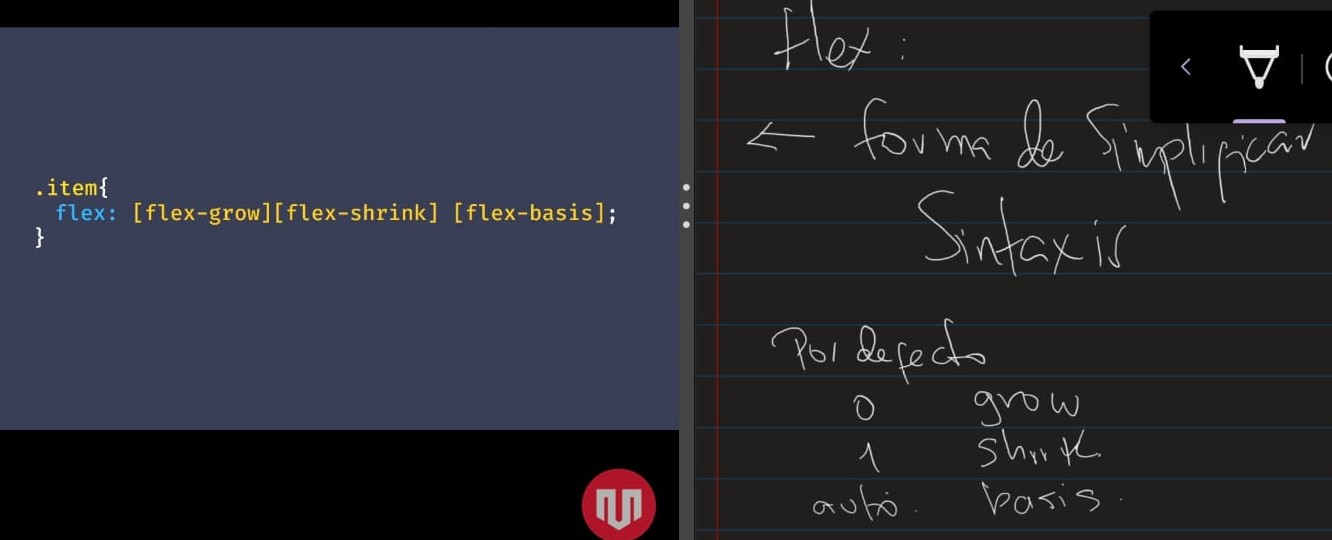 .item{
flex: [flex-grow][flex-shrink] [flex-basis];
}
flex:
← forma de Simplificar
Sintaxis
Por defecto
0 grow
1 shrink.
auto. basis.